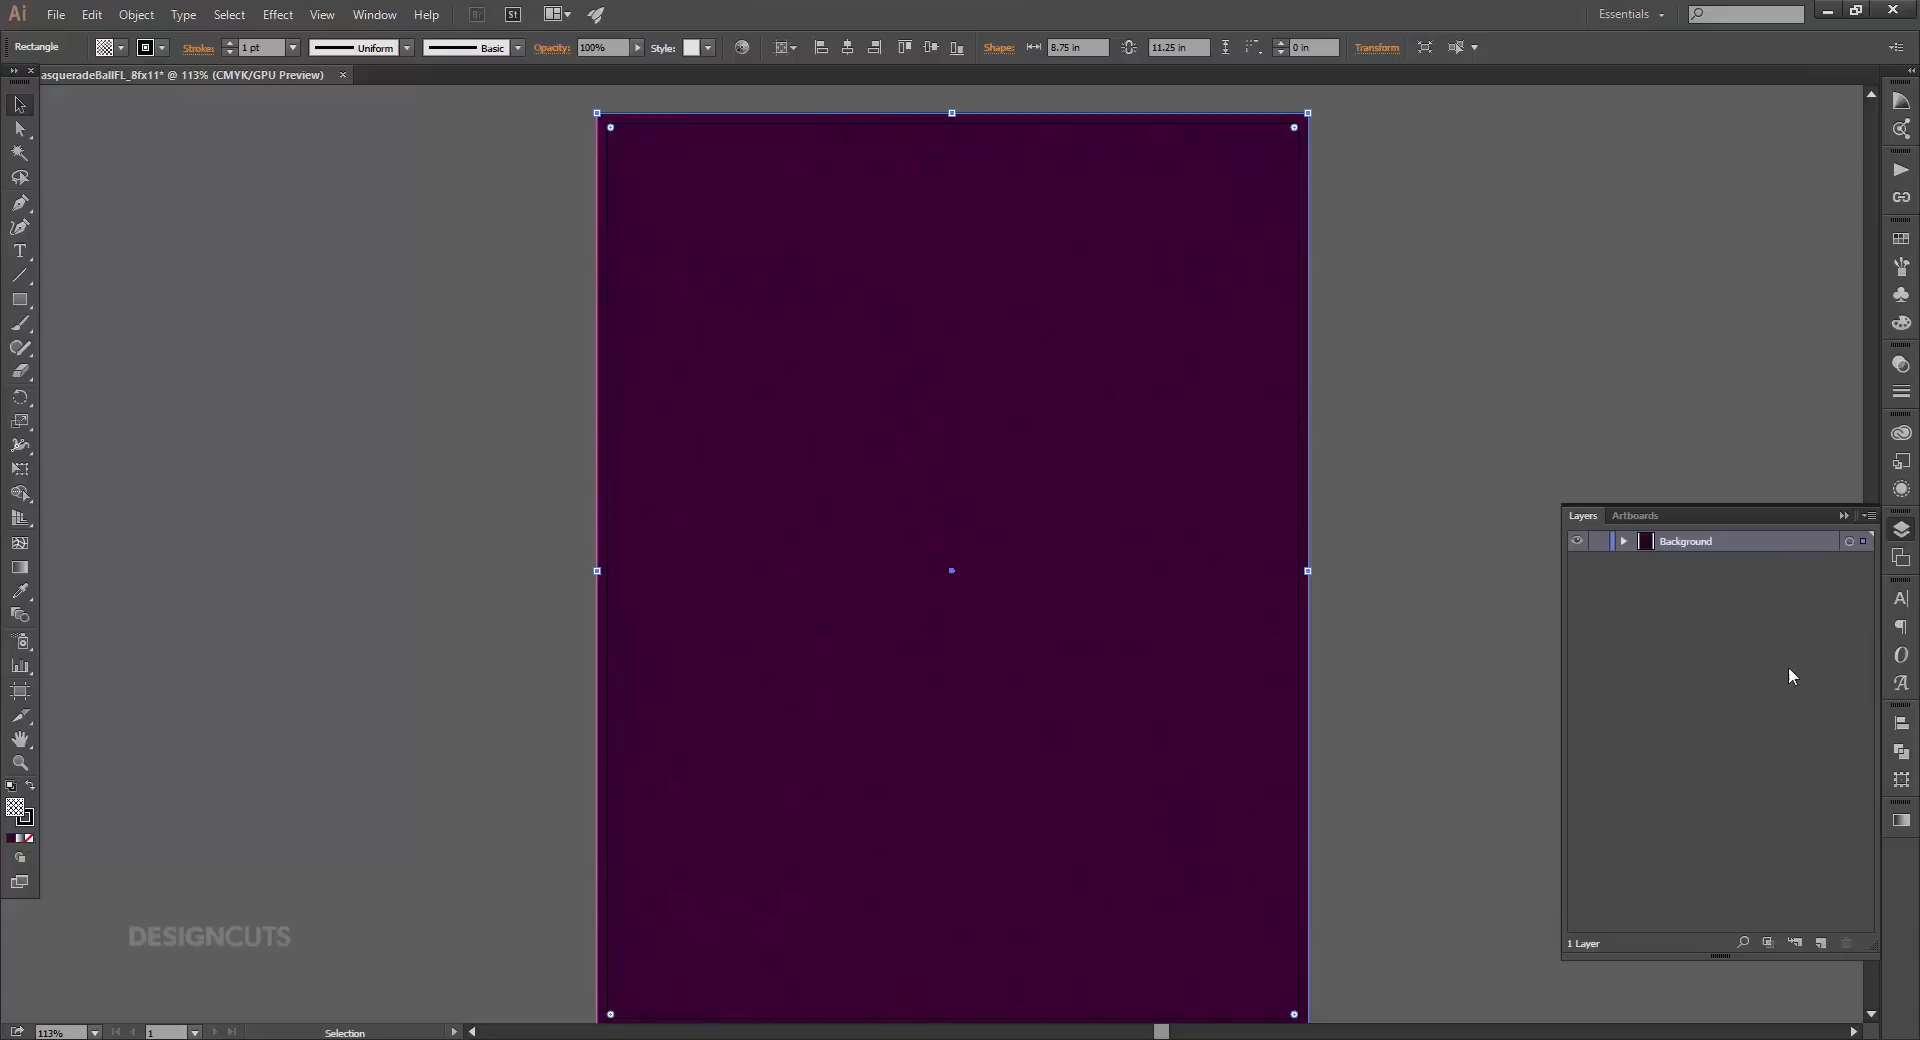 Ai File Edit Object Type Select Effect View Window Help Br St Essentials
Rectangle Stroke: 1 pt Uniform Basic Opacity: 100% Style: Shape: 8.75 in 11.25 in 0 in Transform
asqueradeBallFL_8fx11* @ 113% (CMYK/GPU Preview) ×
Layers Artboards
Background
1 Layer
DESIGNCUTS
113% 1 Selection